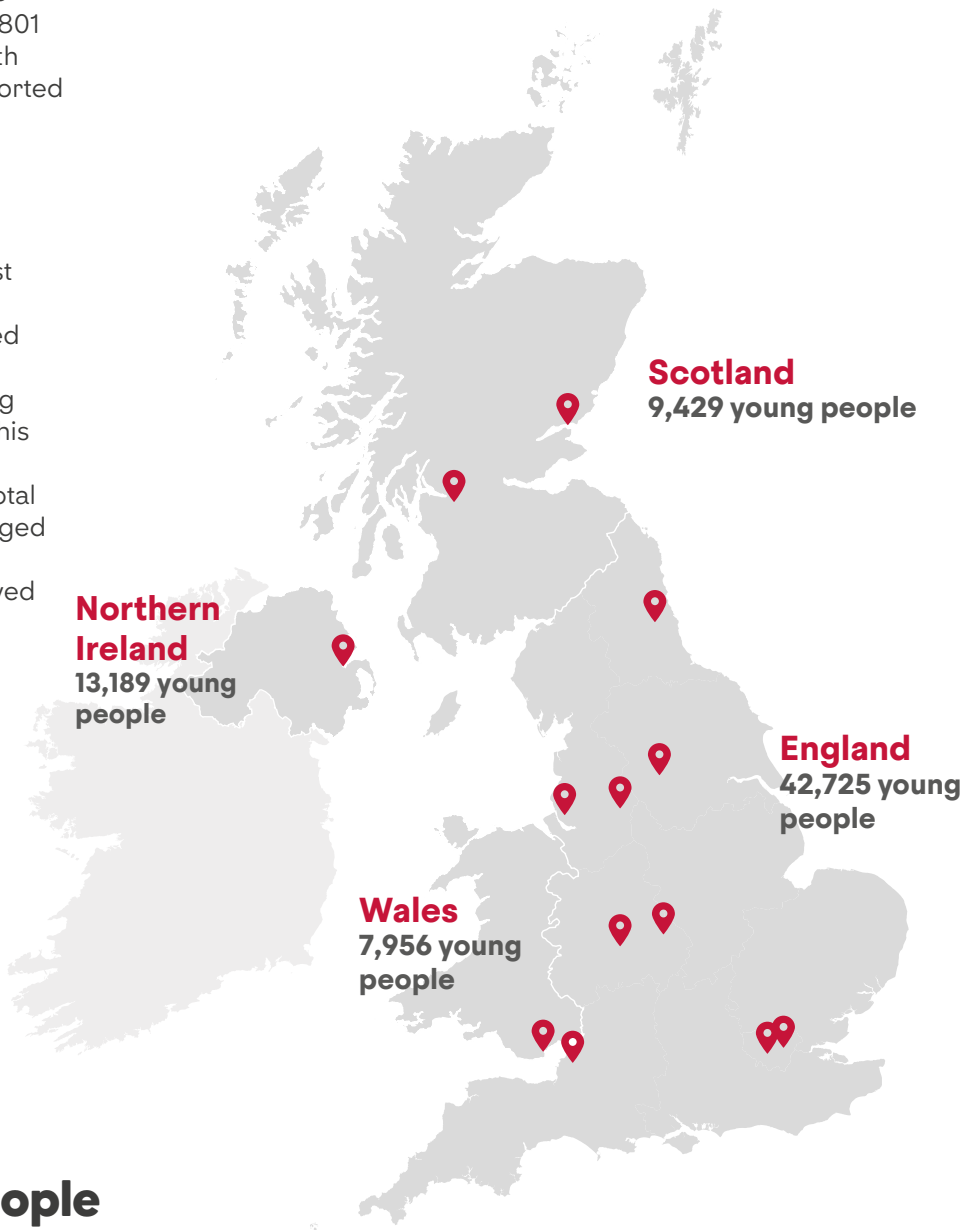 801
th
orted
st
ed
g
nis
otal
ged
ved
Scotland
9,429 young people
Northern
Ireland
13,189 young
people
England
42,725 young
people
Wales
7,956 young
people
ople